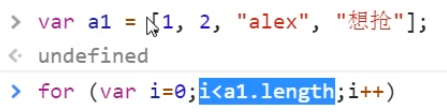 > var a1 = [1, 2, "alex", "想抢"];
undefined
> for (var i=0;i<a1.length;i++)